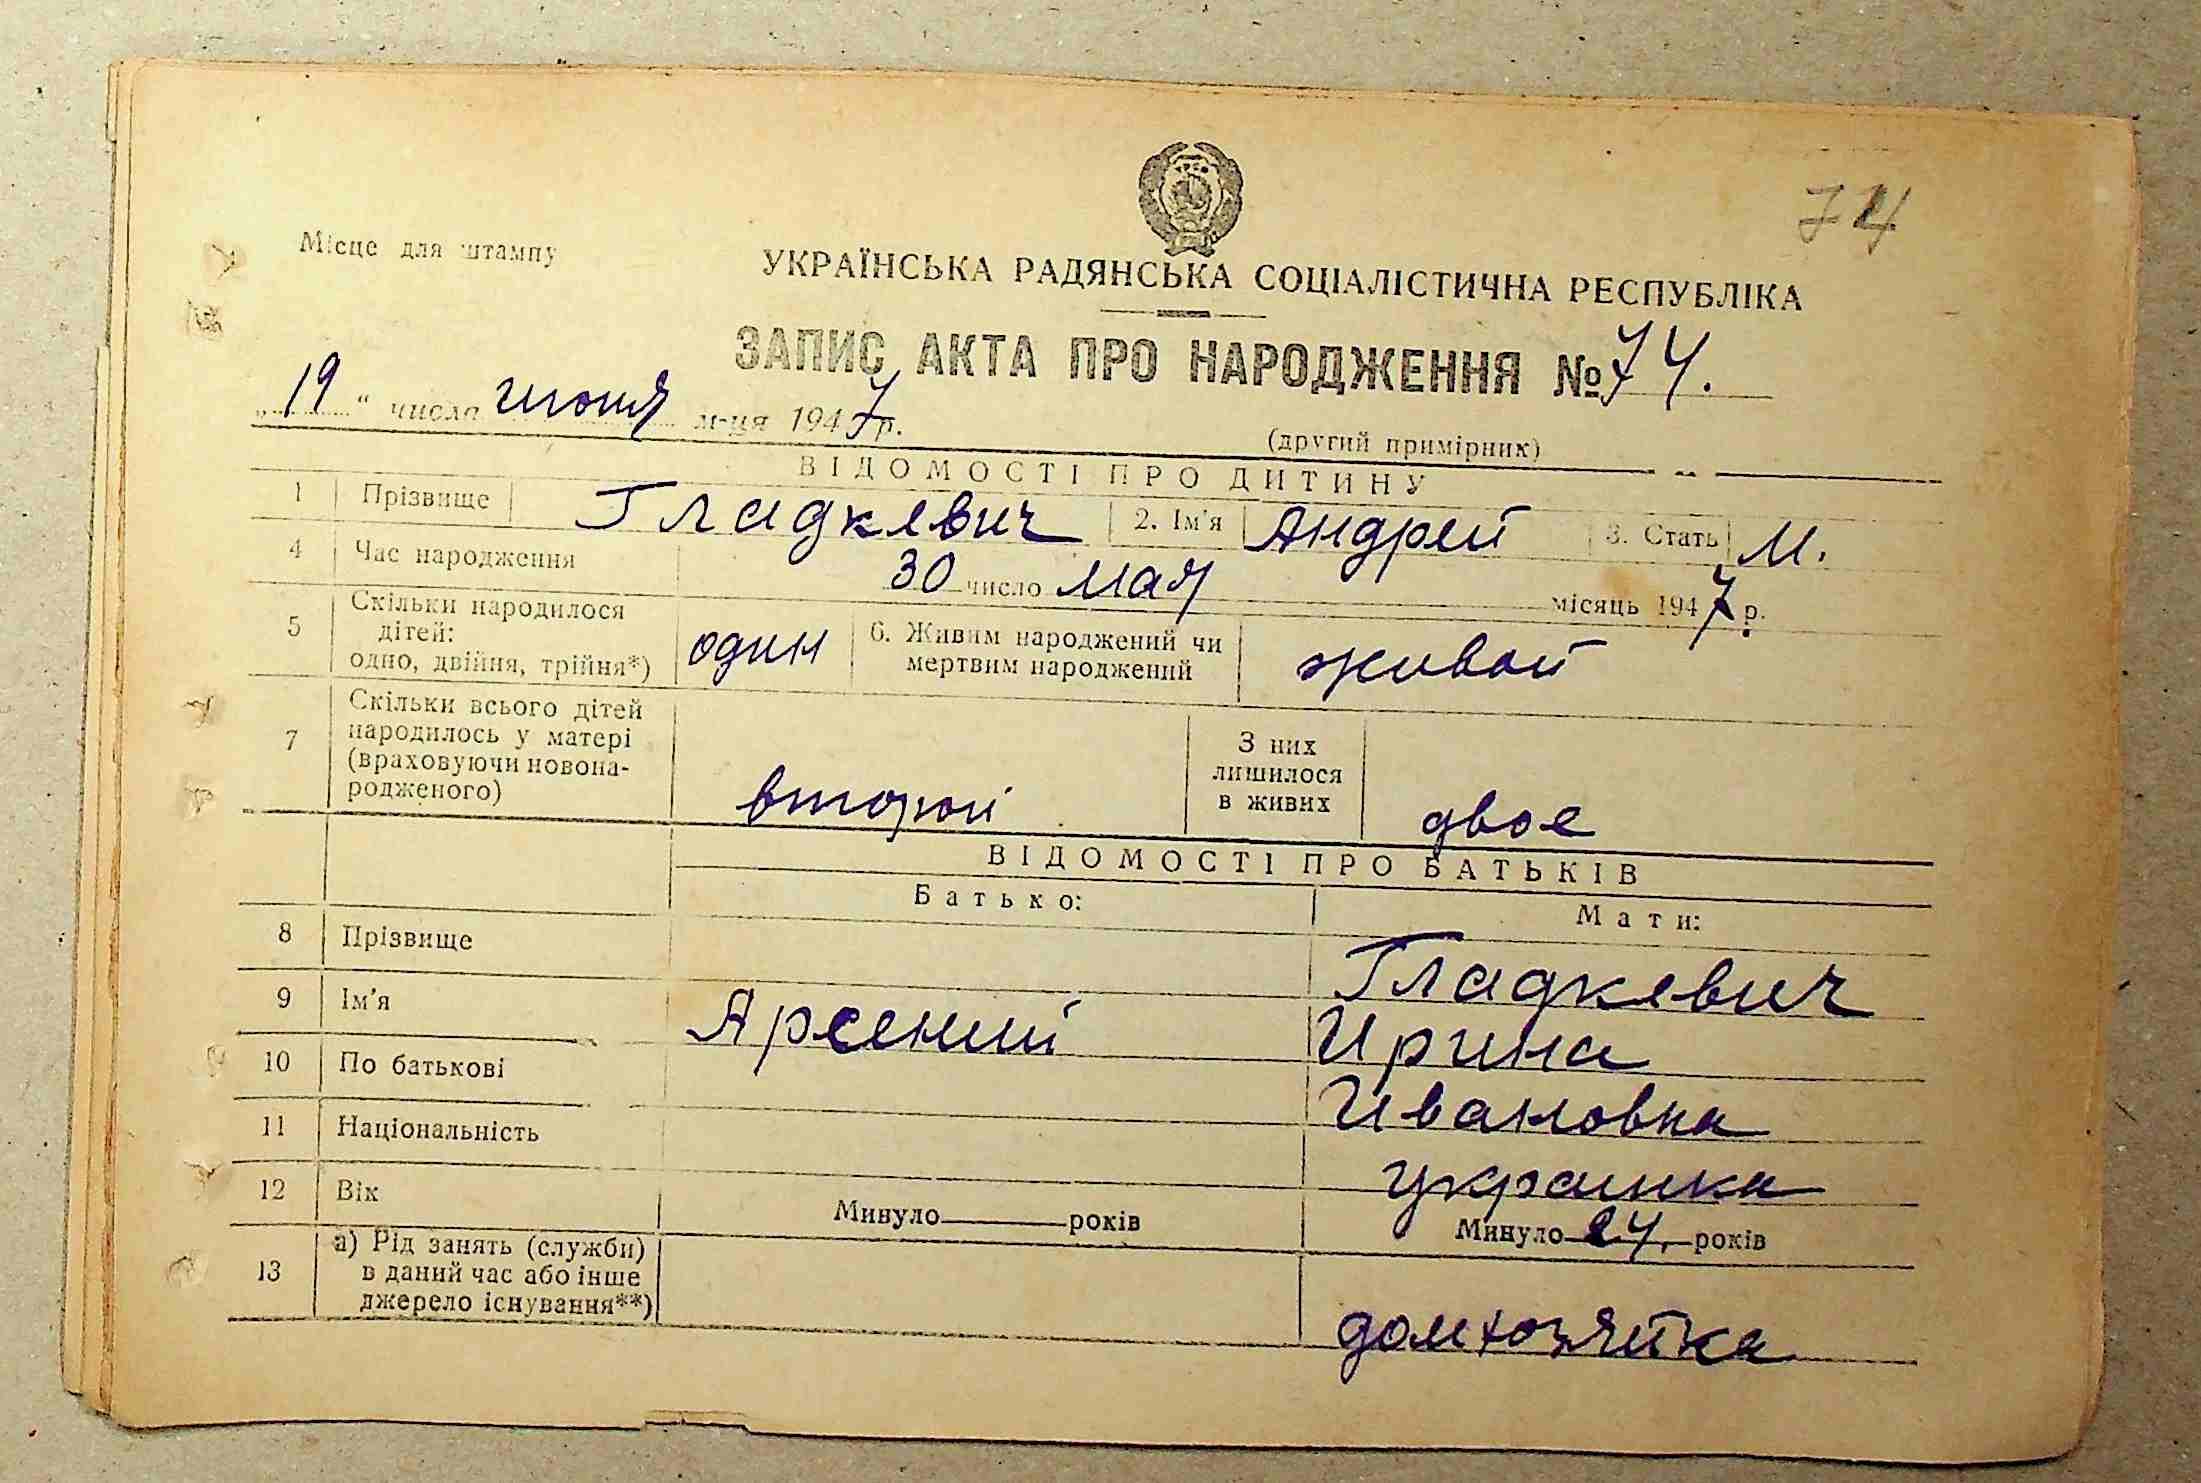 74
Місце для штампу
УКРАЇНСЬКА РАДЯНСЬКА СОЦІАЛІСТИЧНА РЕСПУБЛІКА
ЗАПИС АКТА ПРО НАРОДЖЕННЯ № 74.
„19“ числа июня м-ця 1947 р.
(другий примірник)
ВІДОМОСТІ ПРО ДИТИНУ
1 Прізвище Гладкевич 2. Ім'я Андрей 3. Стать М.
4 Час народження 30 число мая місяць 1947 р.
5 Скільки народилося
дітей:
одно, двійня, трійня*) один 6. Живим народжений чи
мертвим народжений живой
7 Скільки всього дітей
народилось у матері
(враховуючи новона-
родженого) второй
З них
лишилося
в живих двое
ВІДОМОСТІ ПРО БАТЬКІВ
Батько: Мати:
8 Прізвище Гладкевич
9 Ім'я Арсений Ирина
10 По батькові Ивановна
11 Національність украинка
12 Вік Минуло років Минуло 24. років
13 а) Рід занять (служби)
в даний час або інше
джерело існування**) домхозяйка